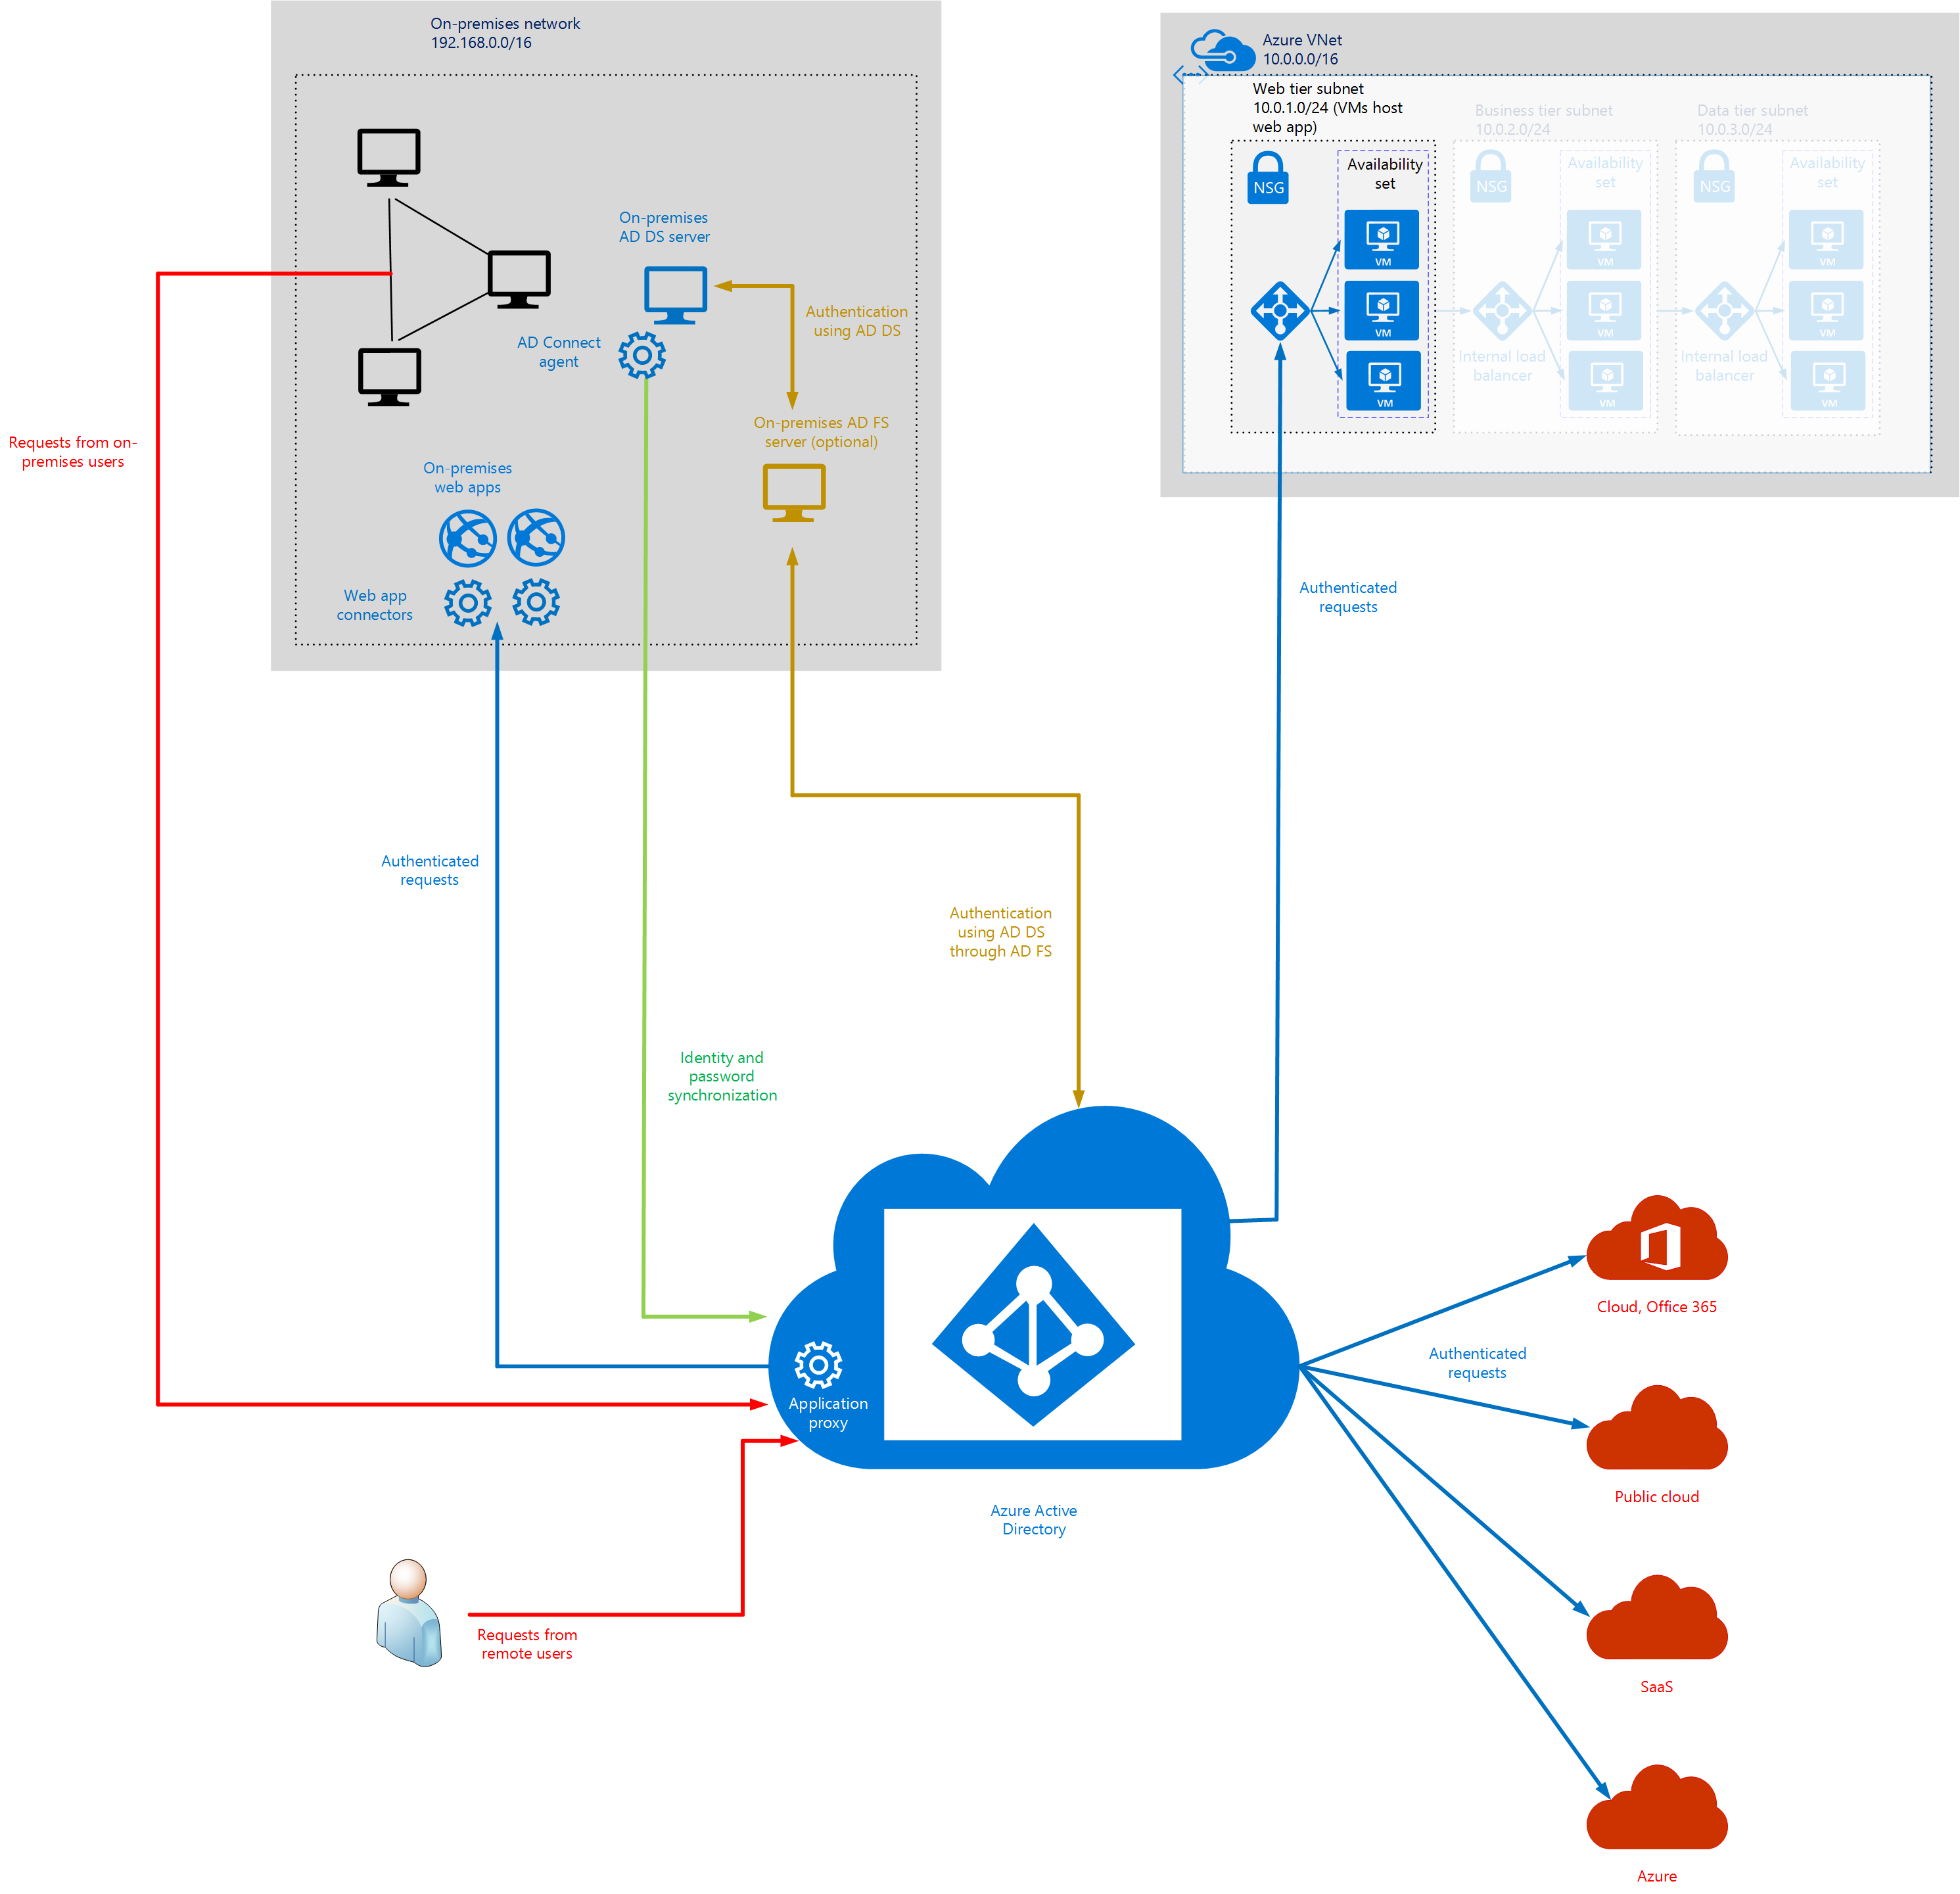 On-premises network
192.168.0.0/16
On-premises
AD DS server
AD Connect
agent
Authentication
using AD DS
On-premises AD FS
server (optional)
Requests from on-
premises users
On-premises
web apps
Web app
connectors
Azure VNet
10.0.0.0/16
Web tier subnet
10.0.1.0/24 (VMs host
web app)
NSG
Availability
set
VM
VM
VM
Business tier subnet
10.0.2.0/24
NSG
Availability
set
VM
VM
VM
Internal load
balancer
Data tier subnet
10.0.3.0/24
NSG
Availability
set
VM
VM
VM
Internal load
balancer
Authenticated
requests
Authenticated
requests
Authentication
using AD DS
through AD FS
Identity and
password
synchronization
Application
proxy
Azure Active
Directory
Requests from
remote users
Authenticated
requests
Cloud, Office 365
Public cloud
SaaS
Azure